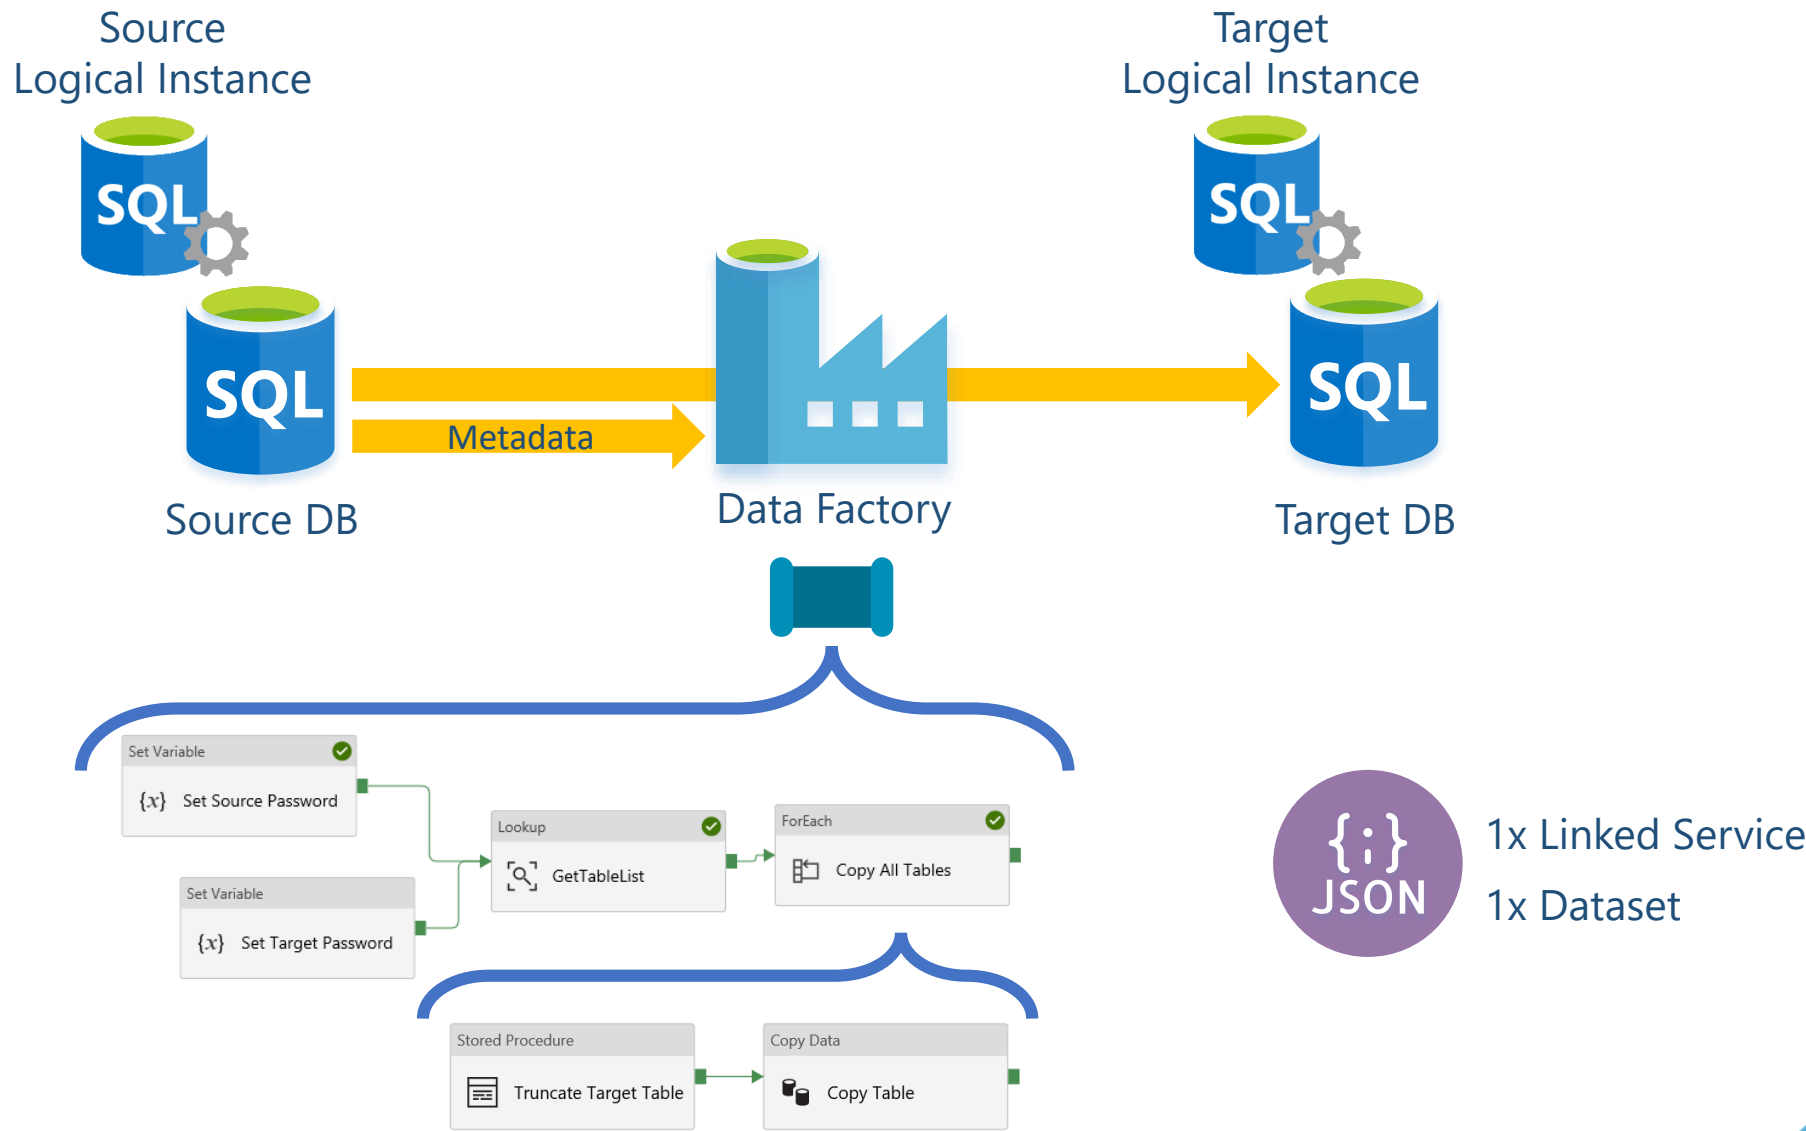 Source
Logical Instance
Target
Logical Instance
SQL
SQL
SQL
SQL
Metadata
Source DB
Data Factory
Target DB
Set Variable
{x} Set Source Password
Lookup
GetTableList
ForEach
Copy All Tables
Set Variable
{x} Set Target Password
{;}
JSON
1x Linked Service
1x Dataset
Stored Procedure
Truncate Target Table
Copy Data
Copy Table